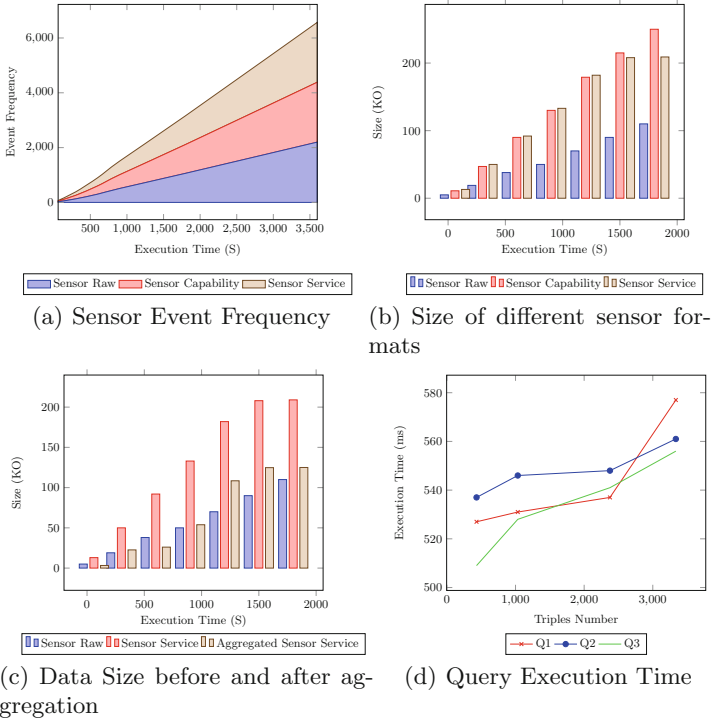 6,000
4,000
2,000
0
Event Frequency
500
1,000
1,500
2,000
2,500
3,000
3,500
Execution Time (S)
Sensor Raw
Sensor Capability
Sensor Service
(a) Sensor Event Frequency
200
100
0
Size (KO)
0
500
1000
1500
2000
Execution Time (S)
Sensor Raw
Sensor Capability
Sensor Service
(b) Size of different sensor for-
mats
200
150
100
50
0
Size (KO)
0
500
1000
1500
2000
Execution Time (S)
Sensor Raw
Sensor Service
Aggregated Sensor Service
(c) Data Size before and after ag-
gregation
580
560
540
520
500
Execution Time (ms)
0
1,000
2,000
3,000
Triples Number
Q1
Q2
Q3
(d) Query Execution Time